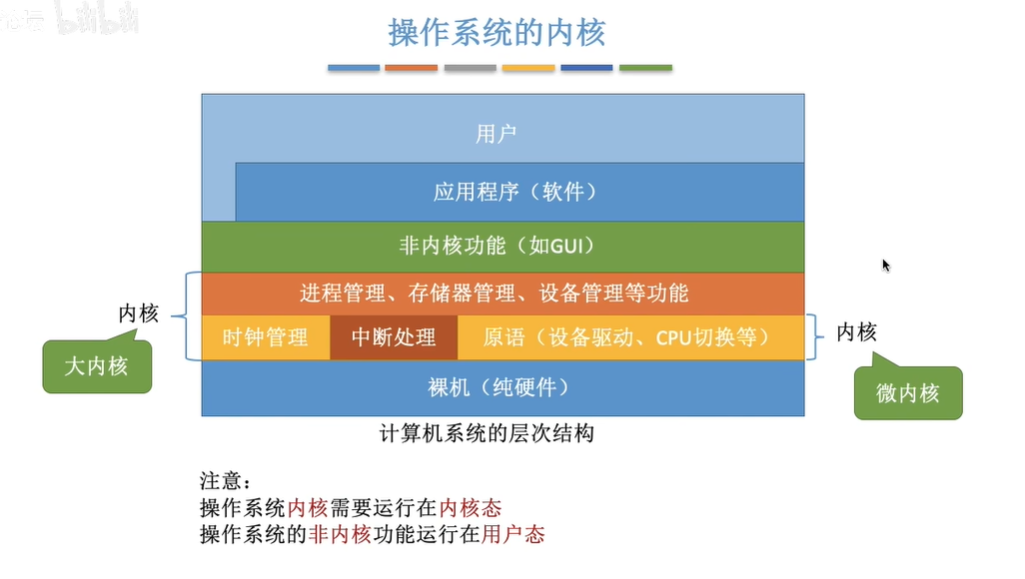 论坛 bilibili
操作系统的内核
用户
应用程序（软件）
非内核功能（如GUI）
进程管理、存储器管理、设备管理等功能
内核
时钟管理 中断处理 原语（设备驱动、CPU切换等）
内核
大内核
裸机（纯硬件）
微内核
计算机系统的层次结构
注意：
操作系统内核需要运行在内核态
操作系统的非内核功能运行在用户态